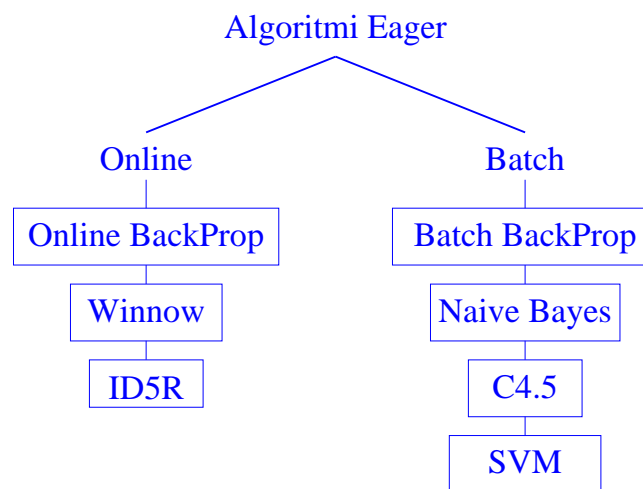 Algoritmi Eager
Online
Batch
Online BackProp
Batch BackProp
Winnow
Naive Bayes
ID5R
C4.5
SVM